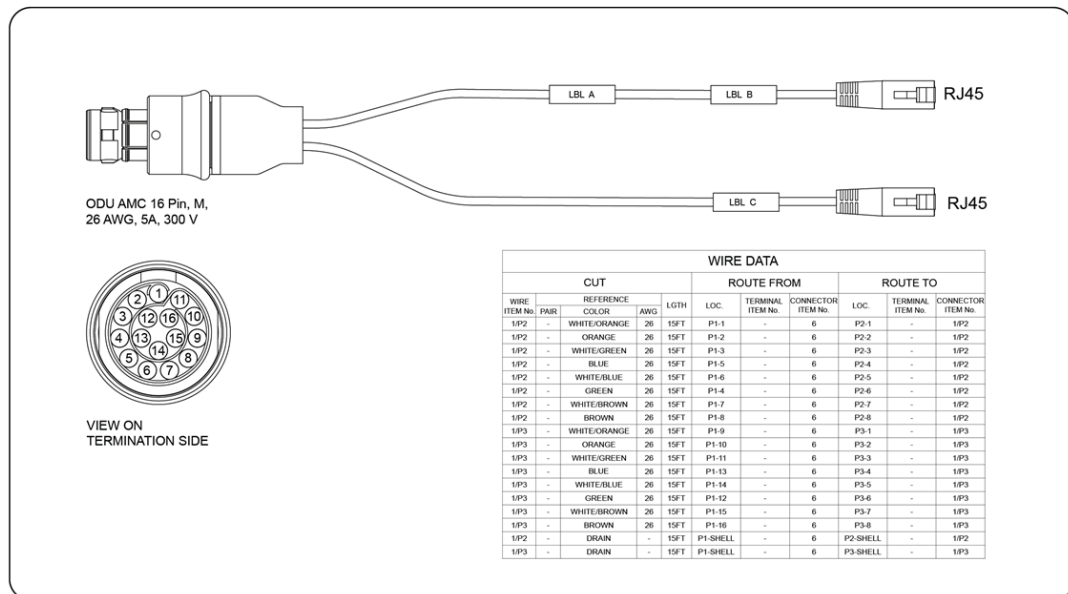 LBL A
LBL B
RJ45
ODU AMC 16 Pin, M,
26 AWG, 5A, 300 V
LBL C
RJ45
1
2
11
3
12
16
10
4
13
15
9
14
5
8
6
7
VIEW ON
TERMINATION SIDE
WIRE DATA
CUT ROUTE FROM ROUTE TO
WIRE ITEM No. REFERENCE PAIR COLOR AWG LGTH LOC. TERMINAL ITEM No. CONNECTOR ITEM No. LOC. TERMINAL ITEM No. CONNECTOR ITEM No.
1/P2 - WHITE/ORANGE 26 15FT P1-1 - 6 P2-1 - 1/P2
1/P2 - ORANGE 26 15FT P1-2 - 6 P2-2 - 1/P2
1/P2 - WHITE/GREEN 26 15FT P1-3 - 6 P2-3 - 1/P2
1/P2 - BLUE 26 15FT P1-5 - 6 P2-4 - 1/P2
1/P2 - WHITE/BLUE 26 15FT P1-6 - 6 P2-5 - 1/P2
1/P2 - GREEN 26 15FT P1-4 - 6 P2-6 - 1/P2
1/P2 - WHITE/BROWN 26 15FT P1-7 - 6 P2-7 - 1/P2
1/P2 - BROWN 26 15FT P1-8 - 6 P2-8 - 1/P2
1/P3 - WHITE/ORANGE 26 15FT P1-9 - 6 P3-1 - 1/P3
1/P3 - ORANGE 26 15FT P1-10 - 6 P3-2 - 1/P3
1/P3 - WHITE/GREEN 26 15FT P1-11 - 6 P3-3 - 1/P3
1/P3 - BLUE 26 15FT P1-13 - 6 P3-4 - 1/P3
1/P3 - WHITE/BLUE 26 15FT P1-14 - 6 P3-5 - 1/P3
1/P3 - GREEN 26 15FT P1-12 - 6 P3-6 - 1/P3
1/P3 - WHITE/BROWN 26 15FT P1-15 - 6 P3-7 - 1/P3
1/P3 - BROWN 26 15FT P1-16 - 6 P3-8 - 1/P3
1/P2 - DRAIN - 15FT P1-SHELL - 6 P2-SHELL - 1/P2
1/P3 - DRAIN - 15FT P1-SHELL - 6 P3-SHELL - 1/P3